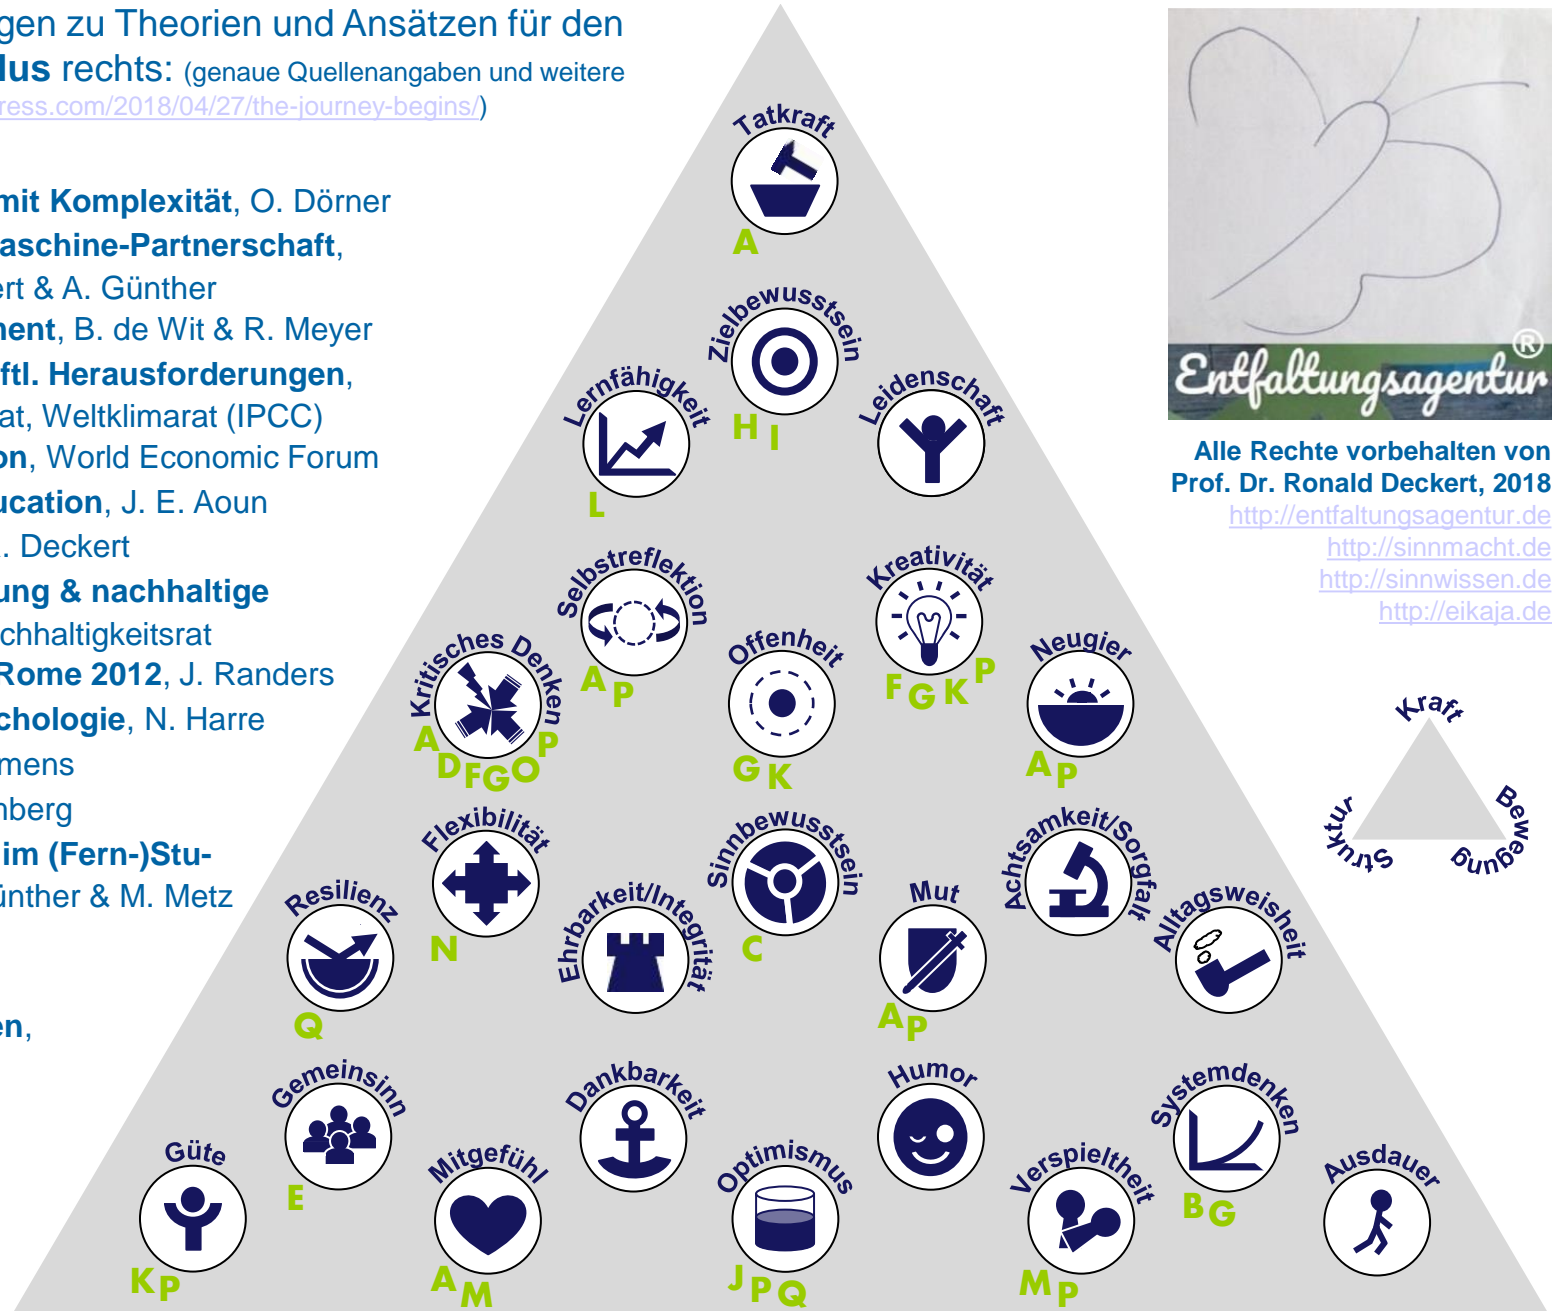 gen zu Theorien und Ansätzen für den
lus rechts: (genaue Quellenangaben und weitere
ress.com/2018/04/27/the-journey-begins/)
mit Komplexität, O. Dörner
aschine-Partnerschaft,
ert & A. Günther
nent, B. de Wit & R. Meyer
ftl. Herausforderungen,
at, Weltklimarat (IPCC)
on, World Economic Forum
ucation, J. E. Aoun
. Deckert
ung & nachhaltige
chhaltigkeitsrat
Rome 2012, J. Randers
chologie, N. Harre
mens
nberg
im (Fern-)Stu-
ünther & M. Metz
en,
Tatkraft
A
Zielbewusstsein
H I
Lernfähigkeit
L
Leidenschaft
Selbstreflektion
A P
Kreativität
F G K P
Kritisches Denken
A D F G O P
Offenheit
G K
Neugier
A P
Flexibilität
N
Sinnbewusstsein
C
Achtsamkeit/Sorgfalt
Resilienz
Q
Ehrbarkeit/Integrität
Mut
A P
Alltagsweisheit
Gemeinsinn
E
Dankbarkeit
Humor
Systemdenken
B G
Güte
K P
Mitgefühl
A M
Optimismus
J P Q
Verspieltheit
M P
Ausdauer
Entfaltungsagentur ®
Alle Rechte vorbehalten von
Prof. Dr. Ronald Deckert, 2018
http://entfaltungsagentur.de
http://sinnmacht.de
http://sinnwissen.de
http://eikaja.de
Kraft
Struktur
Bewegung